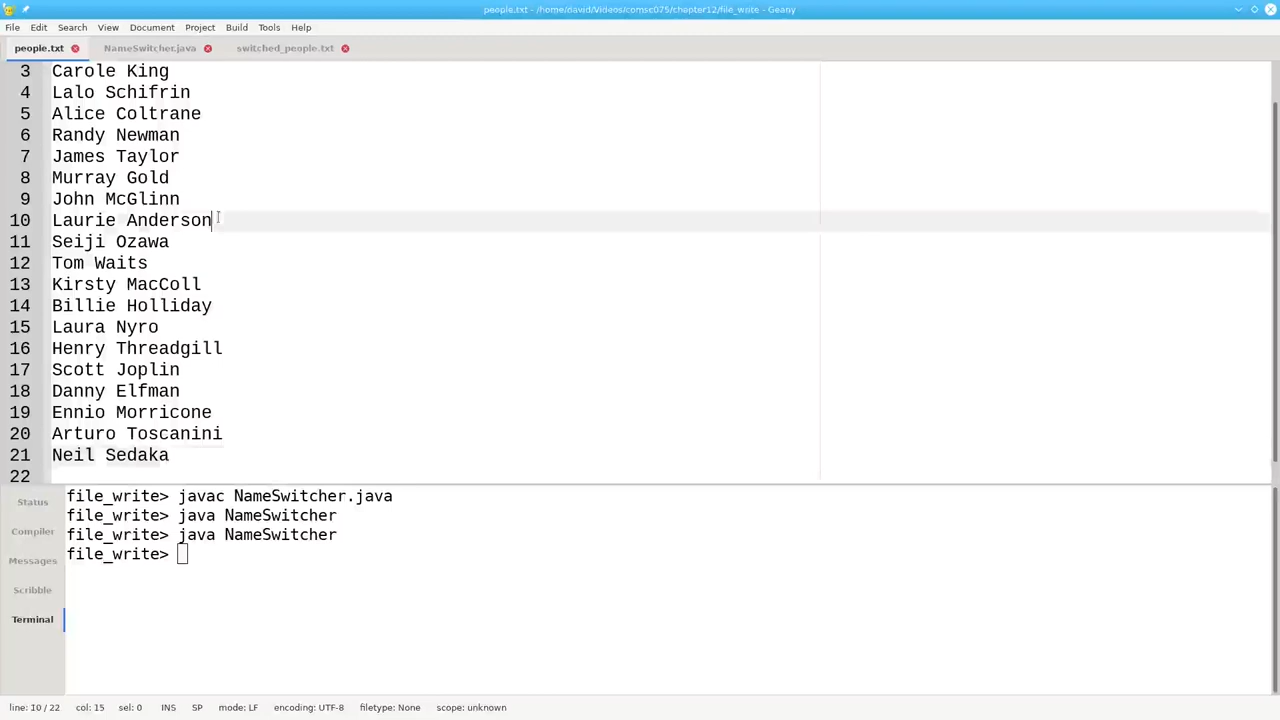 people.txt - /home/david/Videos/comsc075/chepter12/file_write - Geany
File Edit Search View Document Project Build Tools Help
people.txt NameSwitcher.java switched_people.txt
3 Carole King
4 Lalo Schifrin
5 Alice Coltrane
6 Randy Newman
7 James Taylor
8 Murray Gold
9 John McGlinn
10 Laurie Anderson
11 Seiji Ozawa
12 Tom Waits
13 Kirsty MacColl
14 Billie Holliday
15 Laura Nyro
16 Henry Threadgill
17 Scott Joplin
18 Danny Elfman
19 Ennio Morricone
20 Arturo Toscanini
21 Neil Sedaka
22
Status
Compiler
Messages
Scribble
Terminal
file_write> javac NameSwitcher.java
file_write> java NameSwitcher
file_write> java NameSwitcher
file_write>
line: 10 / 22 col: 15 sel: 0 INS SP mode: LF encoding: UTF-8 filetype: None scope: unknown